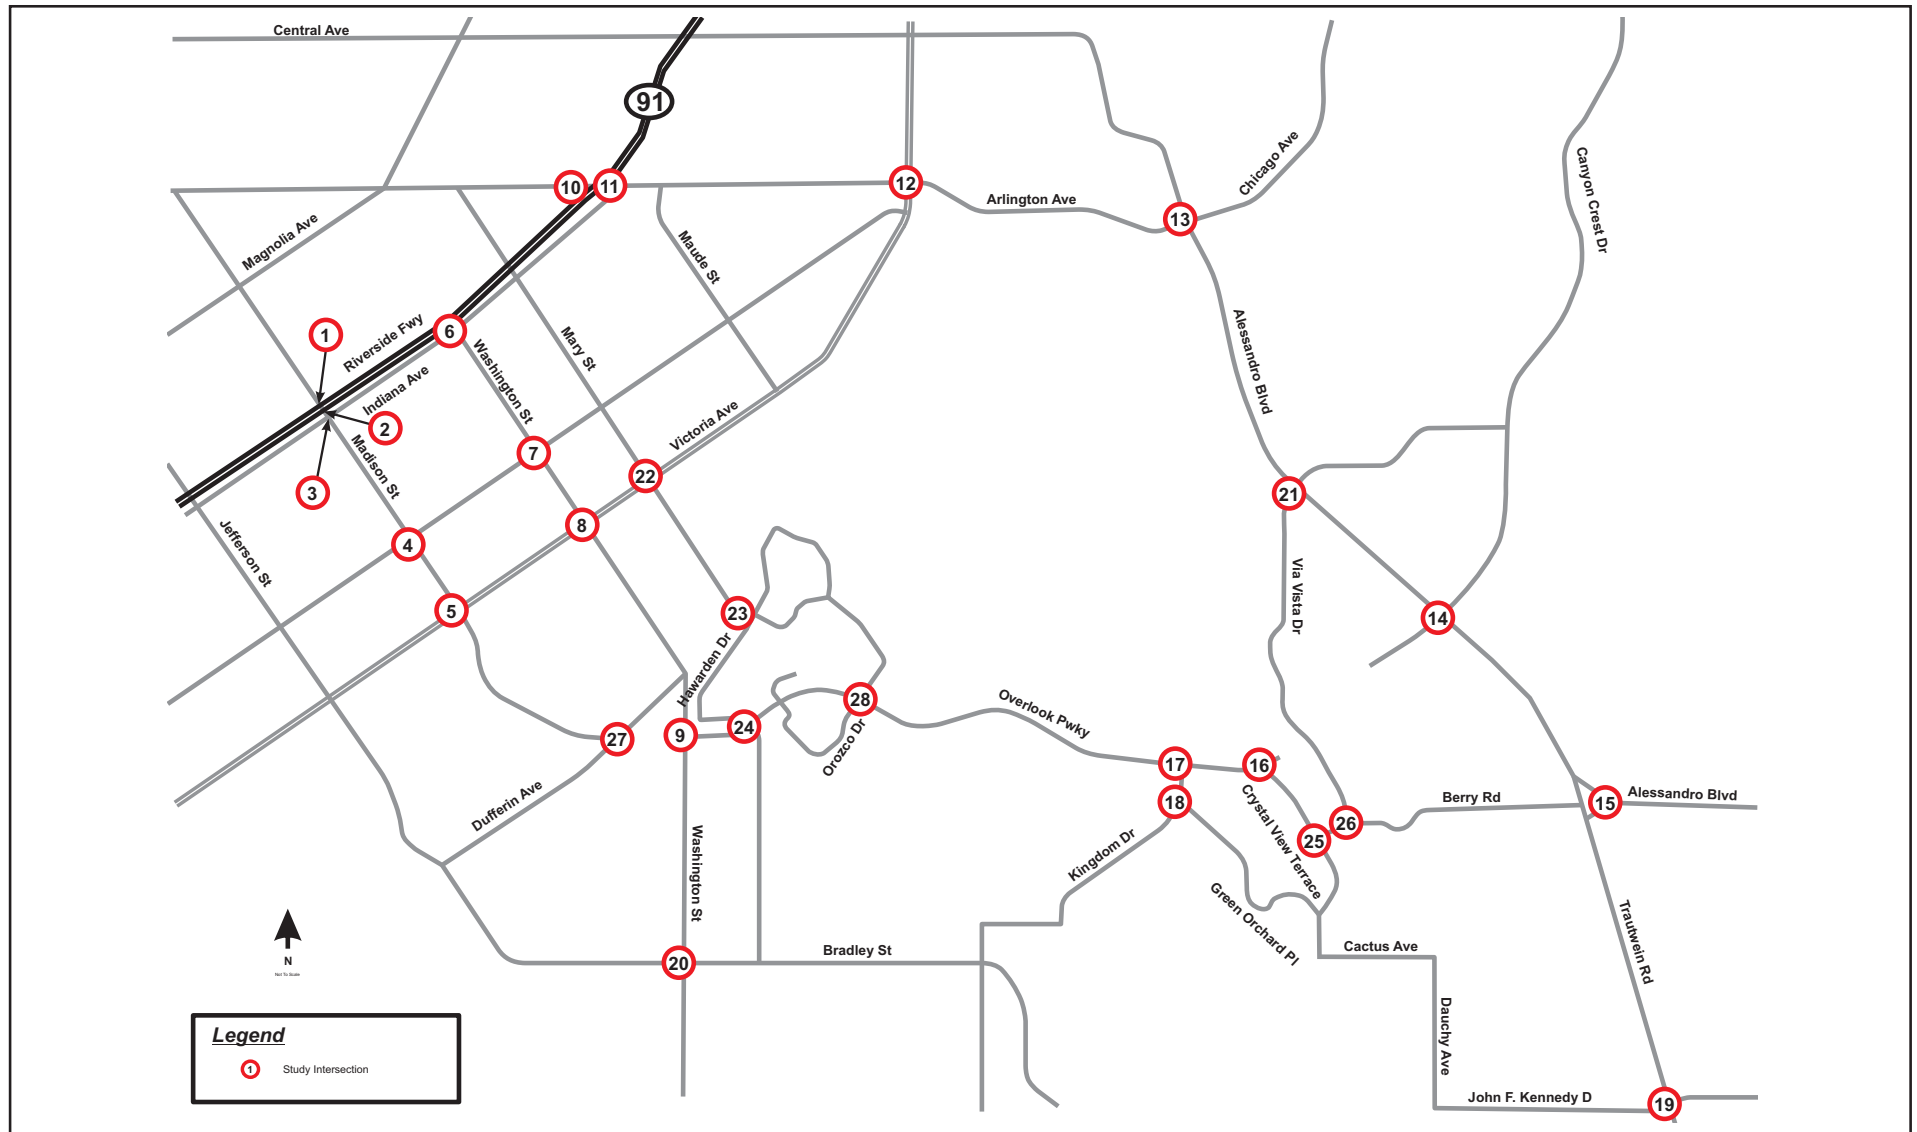 Central Ave
91
10
11
12
Arlington Ave
13
Chicago Ave
Canyon Crest Dr
Magnolia Ave
Maude St
1
Riverside Fwy
6
Mary St
Washington St
Indiana Ave
Alessandro Blvd
2
Victoria Ave
Madison St
7
22
3
21
8
Jefferson St
4
Via Vista Dr
5
23
14
Hawarden Dr
28
Overlook Pwky
24
9
27
Orozco Dr
17
16
Crystal View Terrace
Berry Rd
15
Alessandro Blvd
18
26
25
Dufferin Ave
Washington St
Kingdom Dr
Green Orchard Pl
Trautwein Rd
N
Not To Scale
20
Bradley St
Cactus Ave
Dauchy Ave
Legend
1
Study Intersection
John F. Kennedy D
19